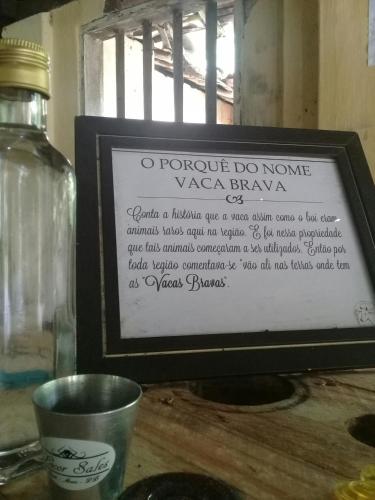 O PORQUÊ DO NOME
VACA BRAVA
Conta a história que a vaca assim como o boi eram
animais raros aqui na região. E foi nessa propriedade
que tais animais começaram a ser utilizados. Então por
toda região comentava-se "vão ali nas terras onde tem
as "Vacas Bravas".
Sales